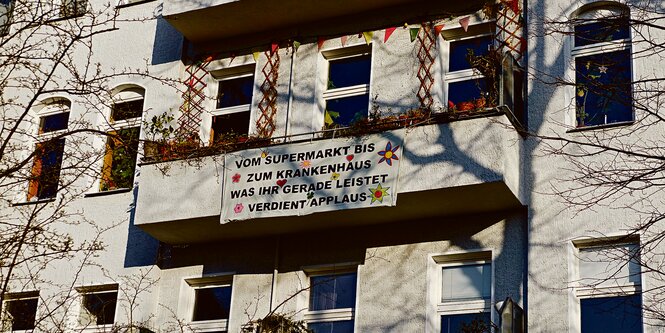 VOM SUPERMARKT BIS
ZUM KRANKENHAUS
WAS IHR GERADE LEISTET
VERDIENT APPLAUS